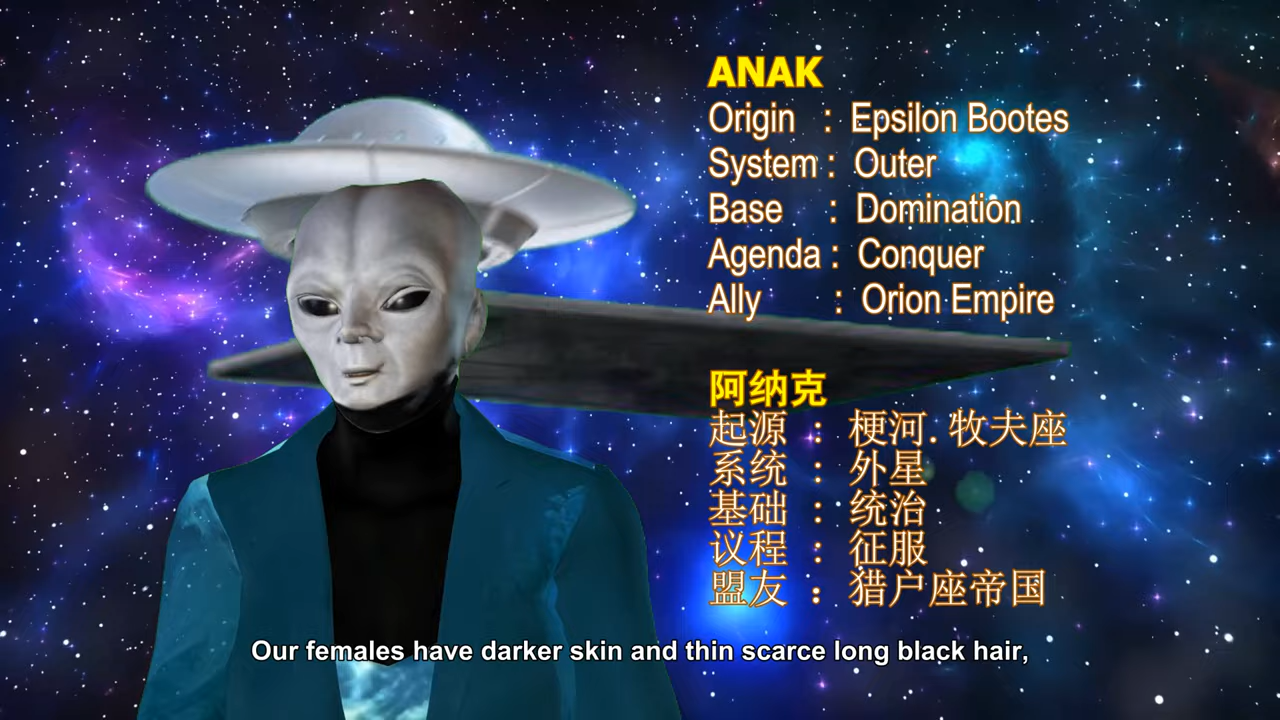 ANAK
Origin : Epsilon Bootes
System : Outer
Base : Domination
Agenda : Conquer
Ally : Orion Empire
阿纳克
起源 : 梗河.牧夫座
系统 : 外星
基础 : 统治
议程 : 征服
盟友 : 猎户座帝国
Our females have darker skin and thin scarce long black hair,